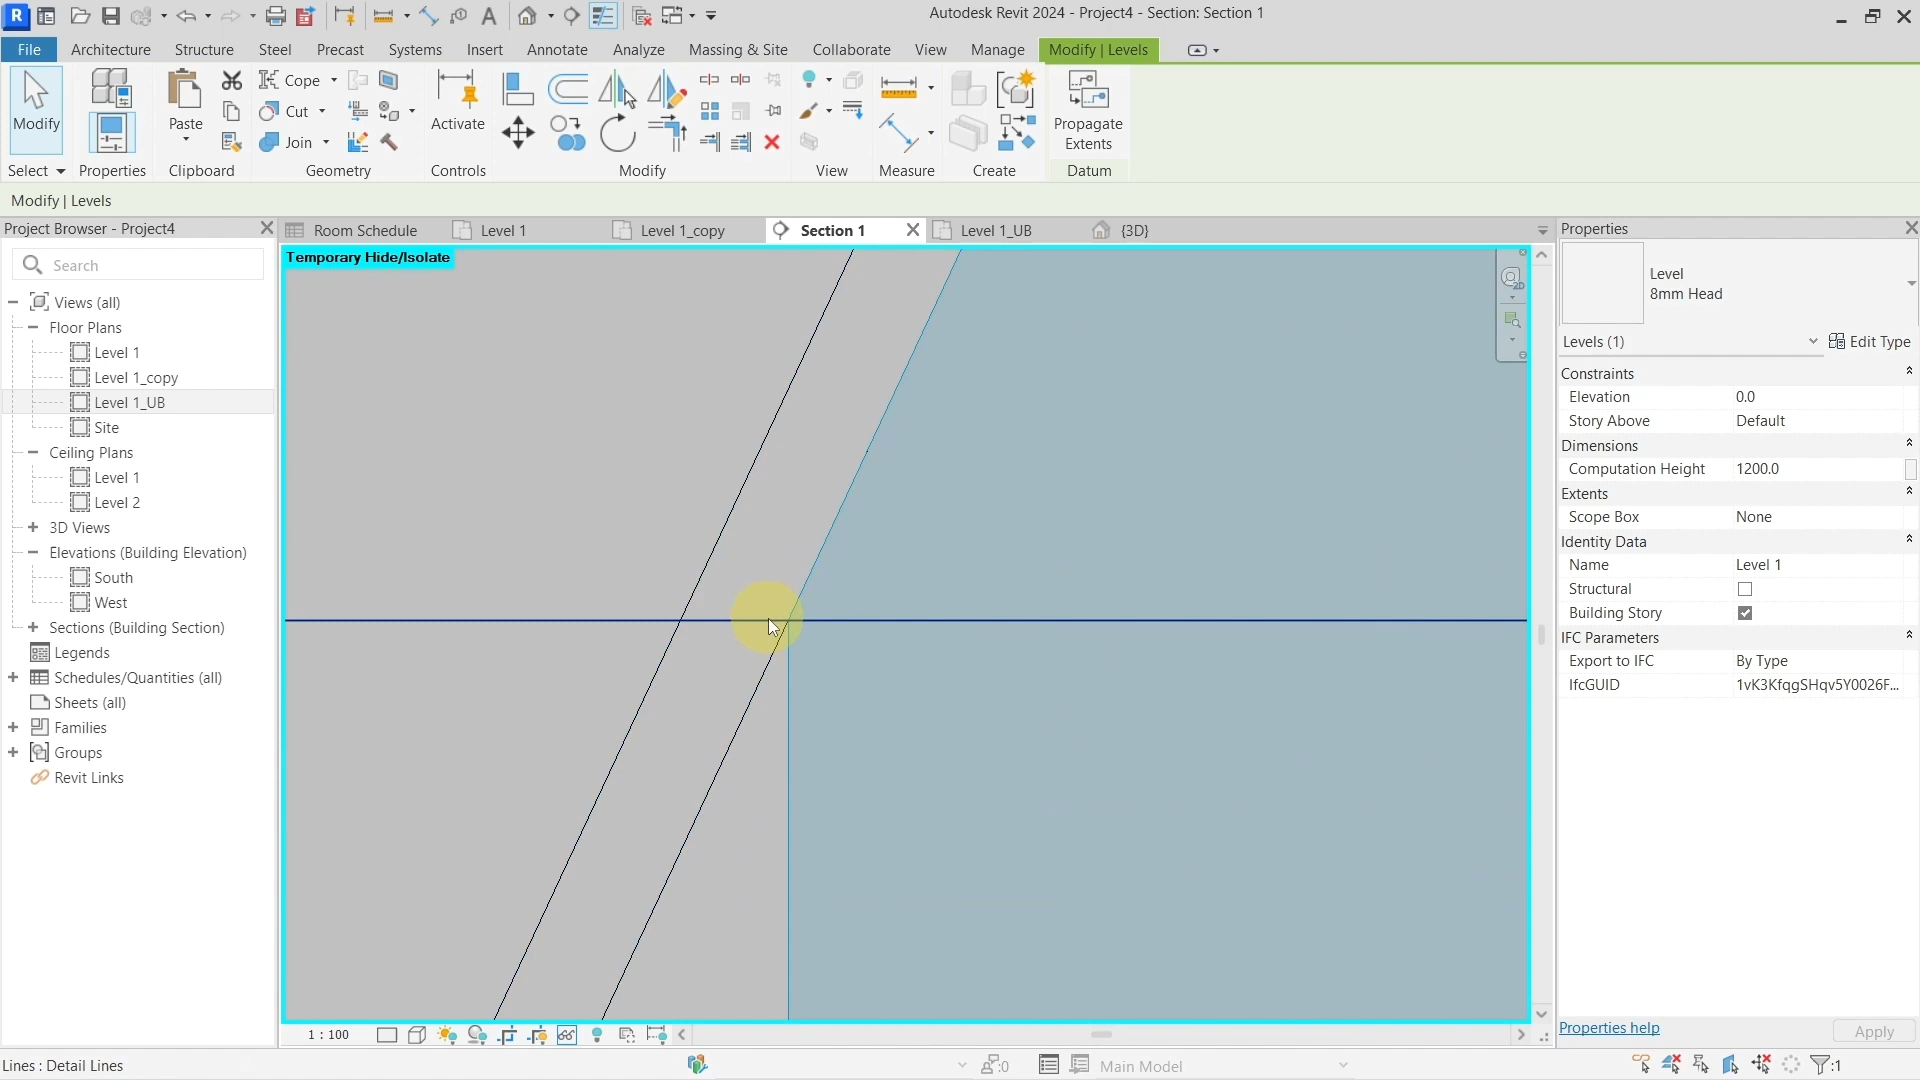 Autodesk Revit 2024 - Project4 - Section: Section 1
File Architecture Structure Steel Precast Systems Insert Annotate Analyze Massing & Site Collaborate View Manage Modify | Levels
Modify
Paste
Cope
Cut
Join
Activate
Propagate
Extents
Select Properties Clipboard Geometry Controls Modify View Measure Create Datum
Modify | Levels
Project Browser - Project4
Search
Views (all)
Floor Plans
Level 1
Level 1_copy
Level 1_UB
Site
Ceiling Plans
Level 1
Level 2
3D Views
Elevations (Building Elevation)
South
West
Sections (Building Section)
Legends
Schedules/Quantities (all)
Sheets (all)
Families
Groups
Revit Links
Room Schedule Level 1 Level 1_copy Section 1 Level 1_UB {3D}
Temporary Hide/Isolate
2D
1 : 100
Properties
Level
8mm Head
Levels (1) Edit Type
Constraints
Elevation 0.0
Story Above Default
Dimensions
Computation Height 1200.0
Extents
Scope Box None
Identity Data
Name Level 1
Structural
Building Story
IFC Parameters
Export to IFC By Type
IfcGUID 1vK3KfqgSHqv5Y0026F...
Properties help Apply
Lines : Detail Lines :0 Main Model :1